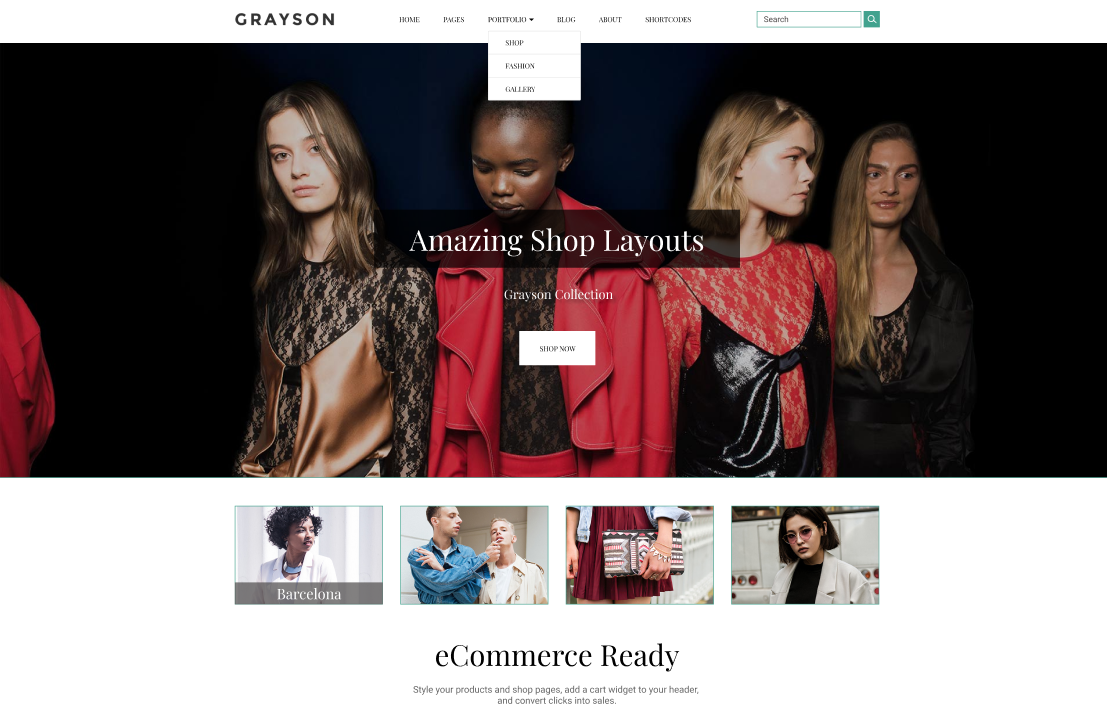 GRAYSON
HOME PAGES PORTFOLIO BLOG ABOUT SHORTCODES
Search
SHOP
FASHION
GALLERY
Amazing Shop Layouts
Grayson Collection
SHOP NOW
Barcelona
eCommerce Ready
Style your products and shop pages, add a cart widget to your header,
and convert clicks into sales.